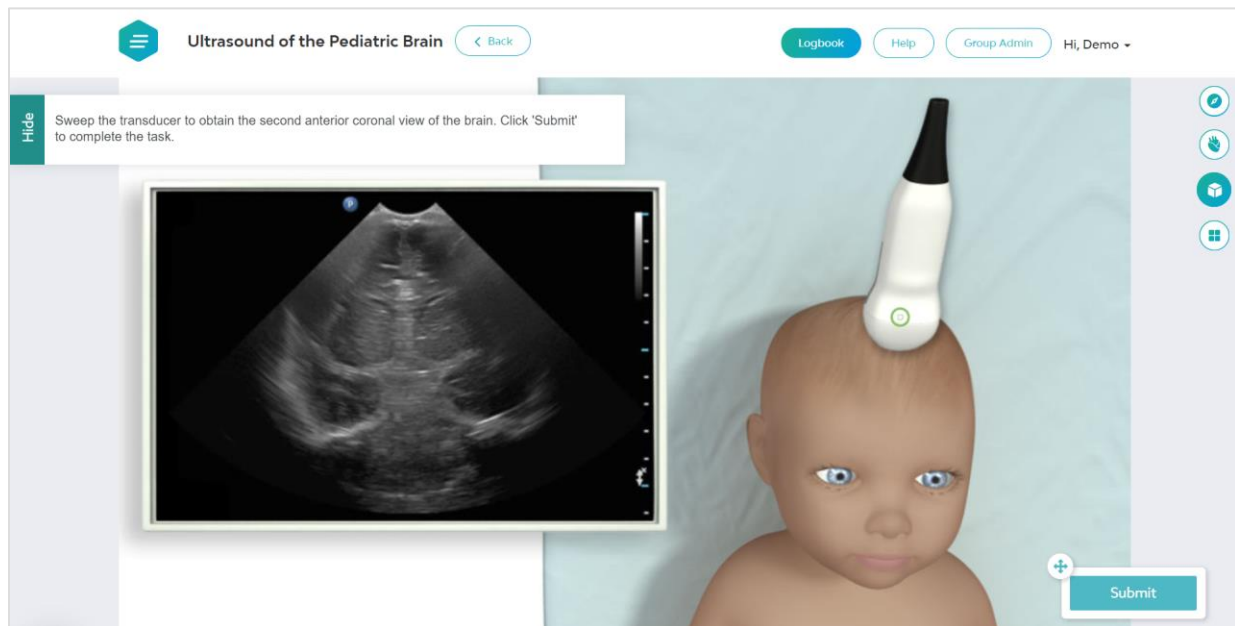 Ultrasound of the Pediatric Brain
Back
Logbook
Help
Group Admin
Hi, Demo
Hide
Sweep the transducer to obtain the second anterior coronal view of the brain. Click 'Submit'
to complete the task.
P
Submit